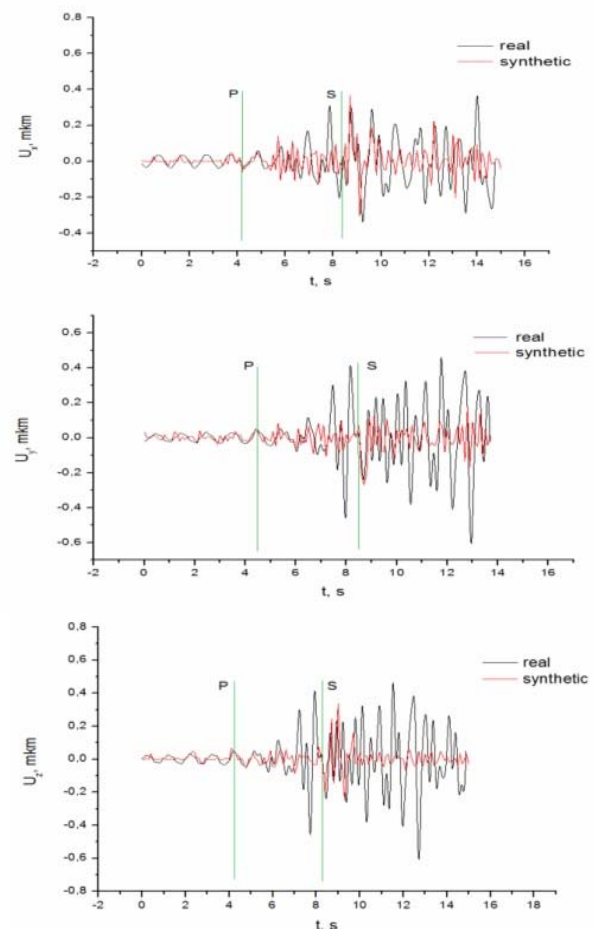 0,8
real
synthetic
0,6
0,4
P
S
0,2
Uₓ, mkm
0,0
-0,2
-0,4
-2 0 2 4 6 8 10 12 14 16
t, s
0,6
real
synthetic
0,4
P
S
0,2
Uᵧ, mkm
0,0
-0,2
-0,4
-0,6
-2 0 2 4 6 8 10 12 14 16
t, s
0,8
real
synthetic
0,6
P
S
0,4
0,2
U_z, mkm
0,0
-0,2
-0,4
-0,6
-0,8
-2 0 2 4 6 8 10 12 14 16 18
t, s